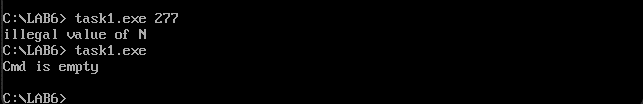 C:\LAB6> task1.exe 277
illegal value of N
C:\LAB6> task1.exe
Cmd is empty
C:\LAB6>